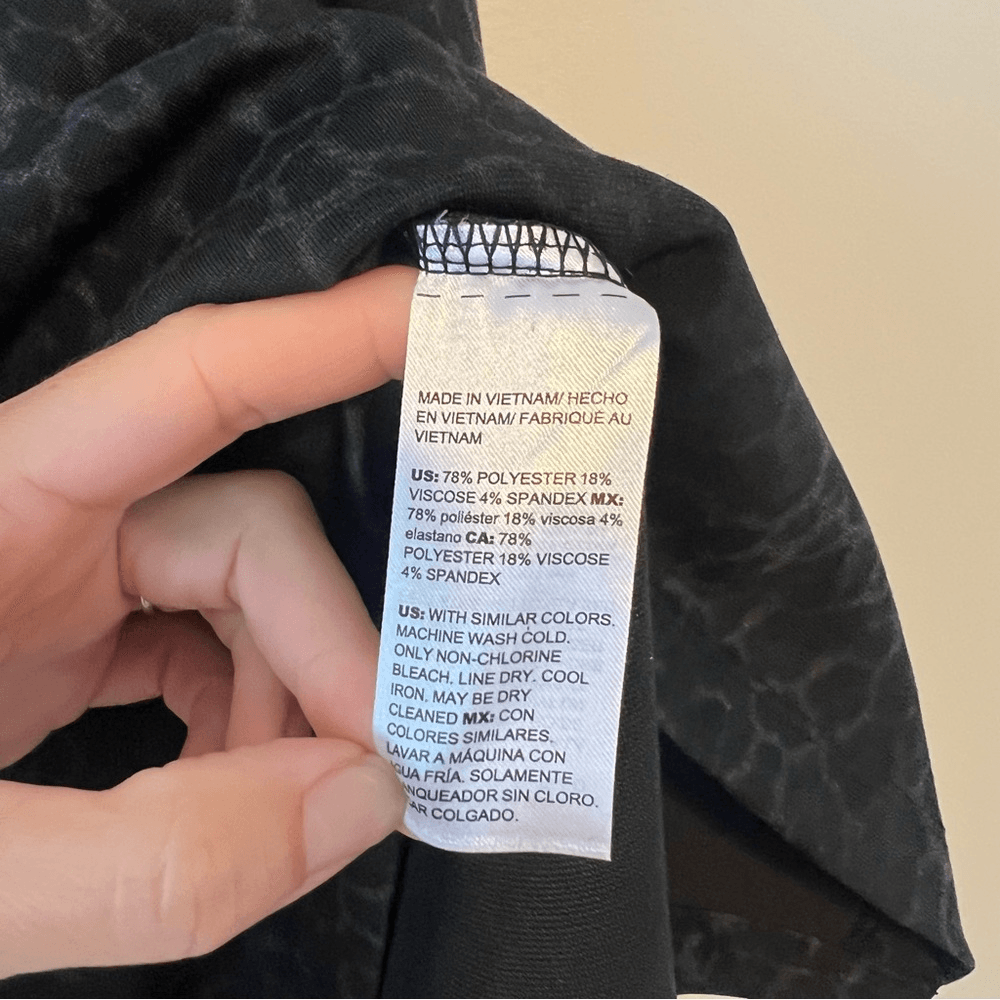 MADE IN VIETNAM/ HECHO
EN VIETNAM/ FABRIQUÉ AU
VIETNAM
US: 78% POLYESTER 18%
VISCOSE 4% SPANDEX MX:
78% poliéster 18% viscosa 4%
elastano CA: 78%
POLYESTER 18% VISCOSE
4% SPANDEX
US: WITH SIMILAR COLORS.
MACHINE WASH COLD.
ONLY NON-CHLORINE
BLEACH. LINE DRY. COOL
IRON. MAY BE DRY
CLEANED MX: CON
COLORES SIMILARES.
LAVAR A MÁQUINA CON
FRÍA. SOLAMENTE
SIN CLORO.
COLGADO.